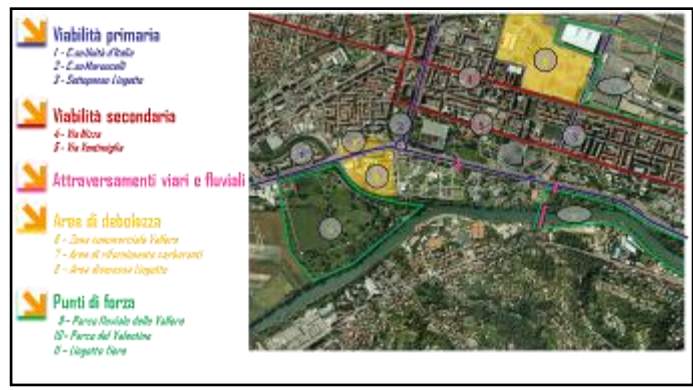 Viabilità primaria
1 - C.so Unità d'Italia
2 - C.so Maroncelli
3 - Sottopasso Lingotto
Viabilità secondaria
4 - Via Nizza
5 - Via Ventimiglia
Attraversamenti viari e fluviali
Aree di debolezza
6 - Zona commerciale Vallere
7 - Area di rifornimento carburanti
8 - Area dismessa Lingotto
Punti di forza
9 - Parco fluviale delle Vallere
10 - Parco del Valentino
11 - Lingotto Fiere